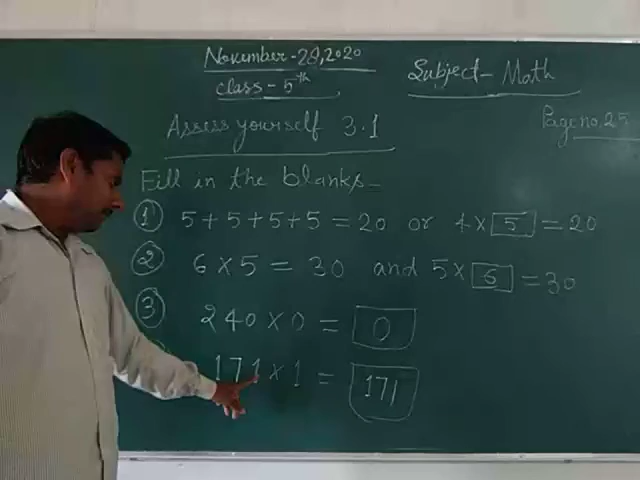 November-28,2020
Class-5th
Subject-Math
Assess yourself 3.1
Page no,25
Fill in the blanks-
① 5+5+5+5=20 or 4×5=20
② 6×5=30 and 5×6=30
③ 240×0=0
171×1=171